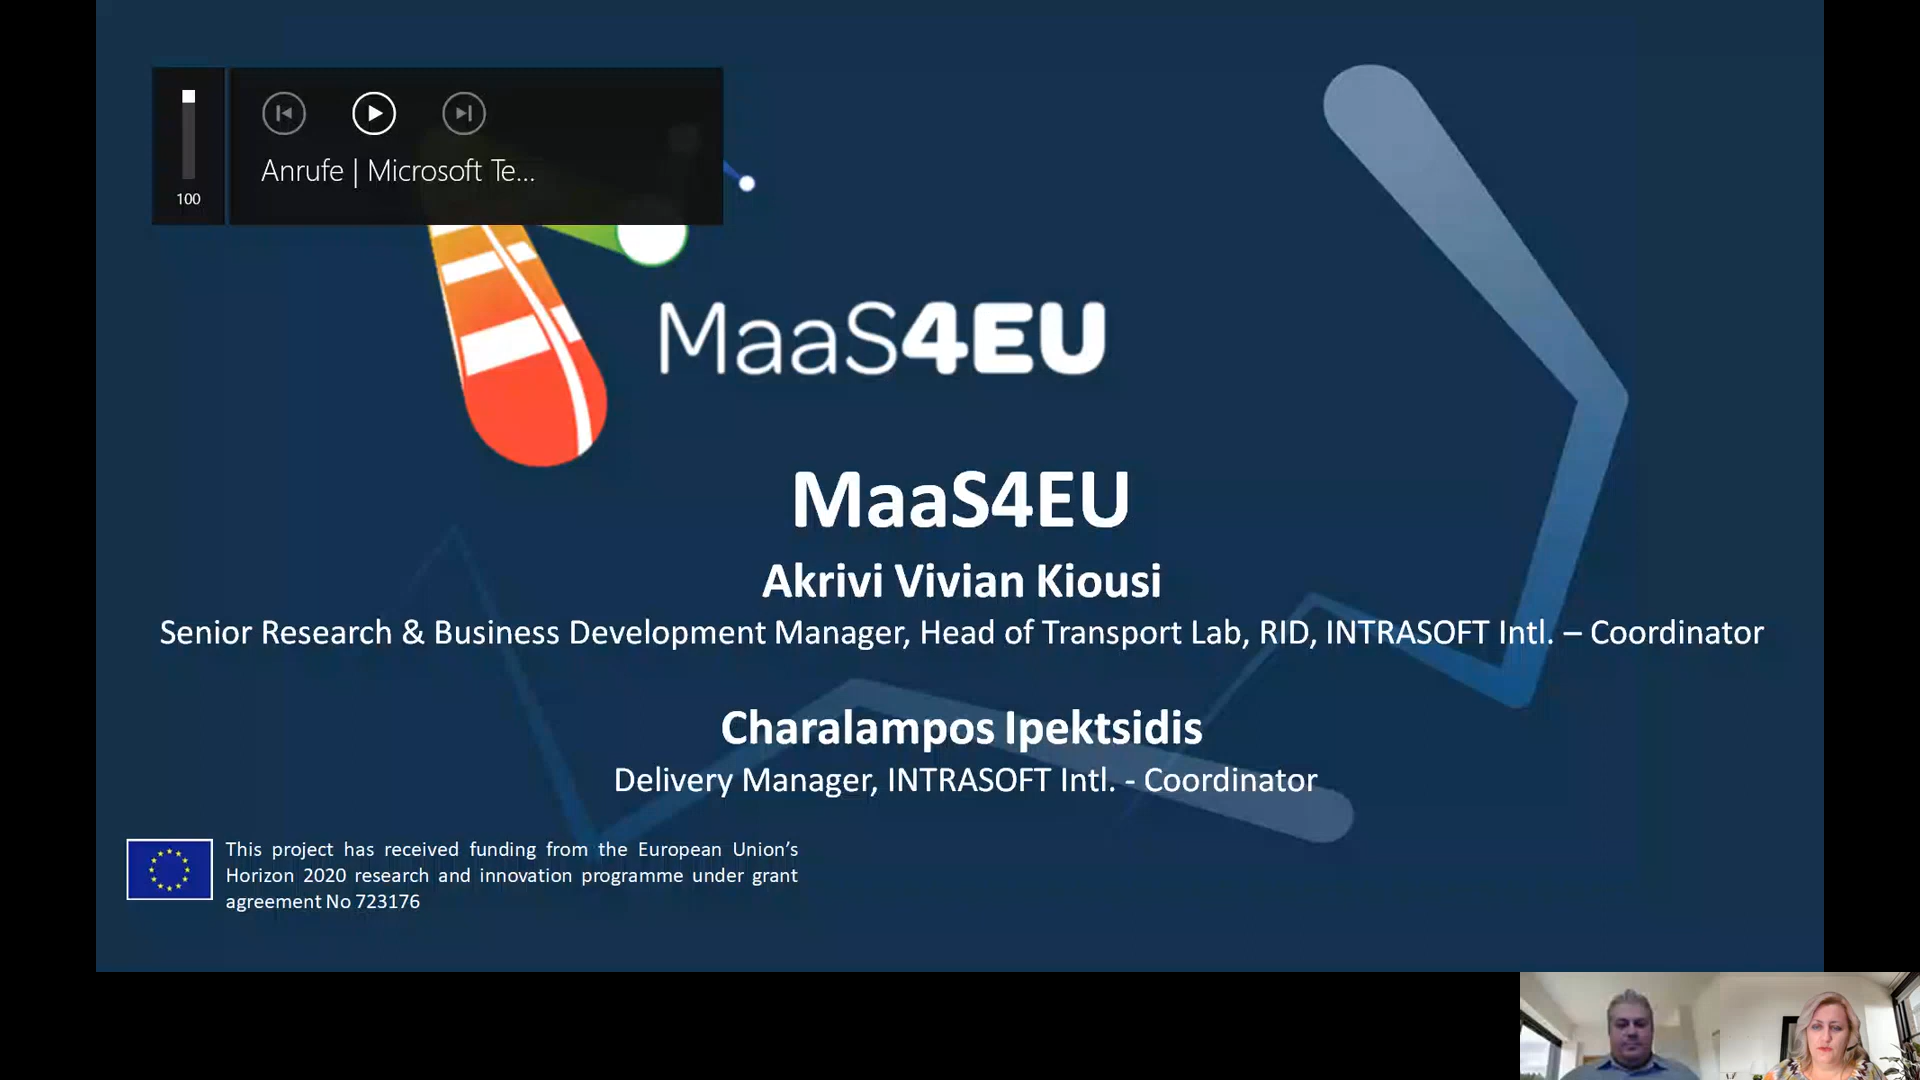 100
Anrufe | Microsoft Te...
MaaS4EU
MaaS4EU
Akrivi Vivian Kiousi
Senior Research & Business Development Manager, Head of Transport Lab, RID, INTRASOFT Intl. – Coordinator
Charalampos Ipektsidis
Delivery Manager, INTRASOFT Intl. - Coordinator
This project has received funding from the European Union’s
Horizon 2020 research and innovation programme under grant
agreement No 723176